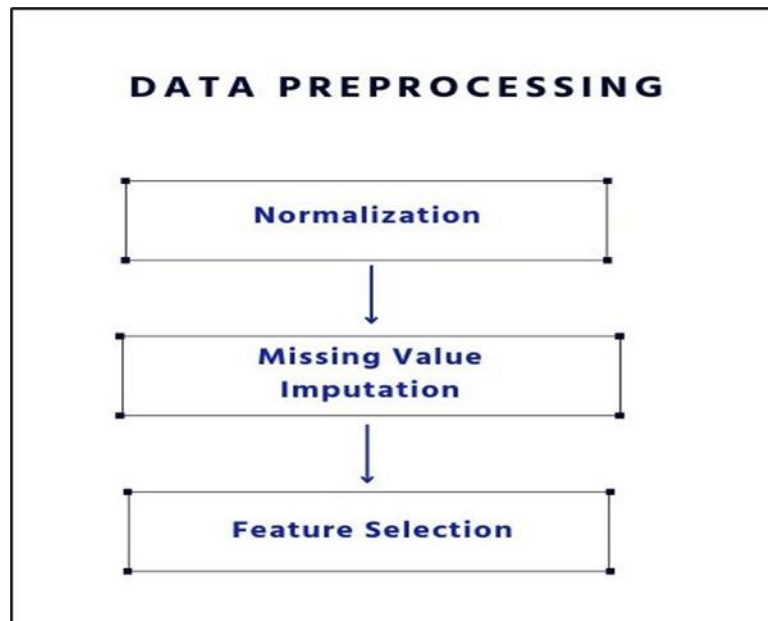 DATA PREPROCESSING
Normalization
Missing Value
Imputation
Feature Selection